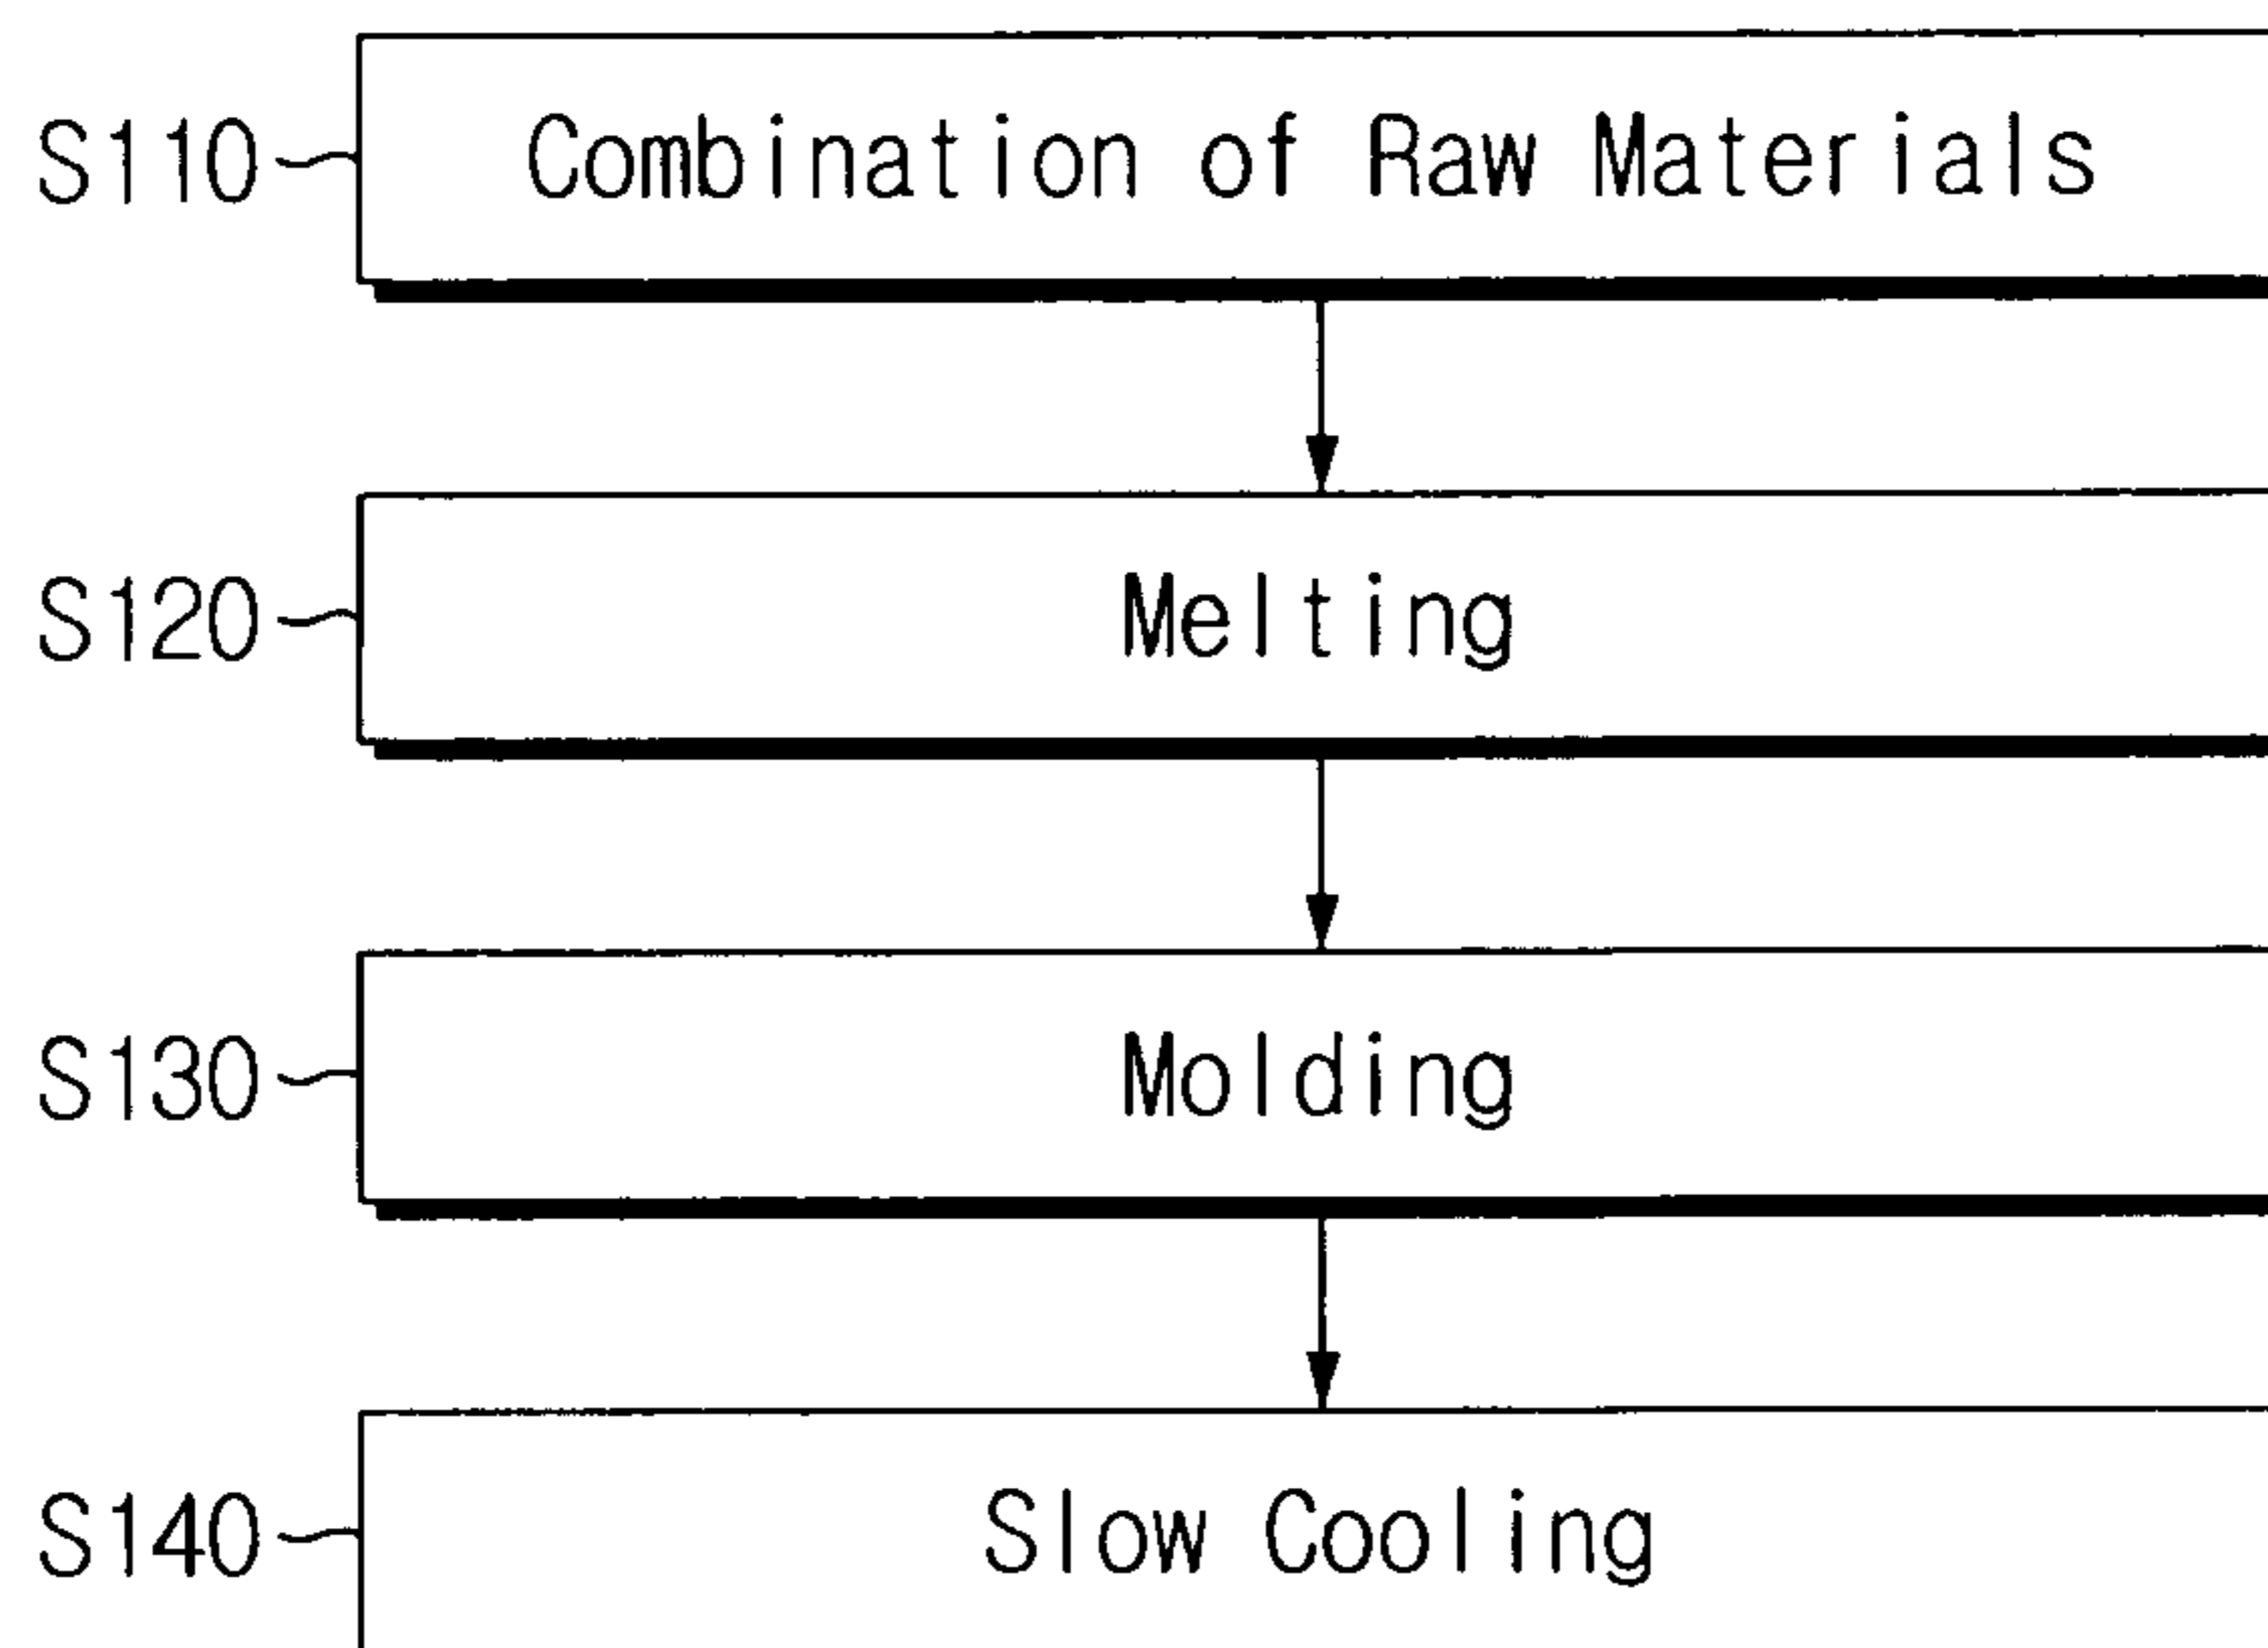 S110 Combination of Raw Materials
S120 Melting
S130 Molding
S140 Slow Cooling